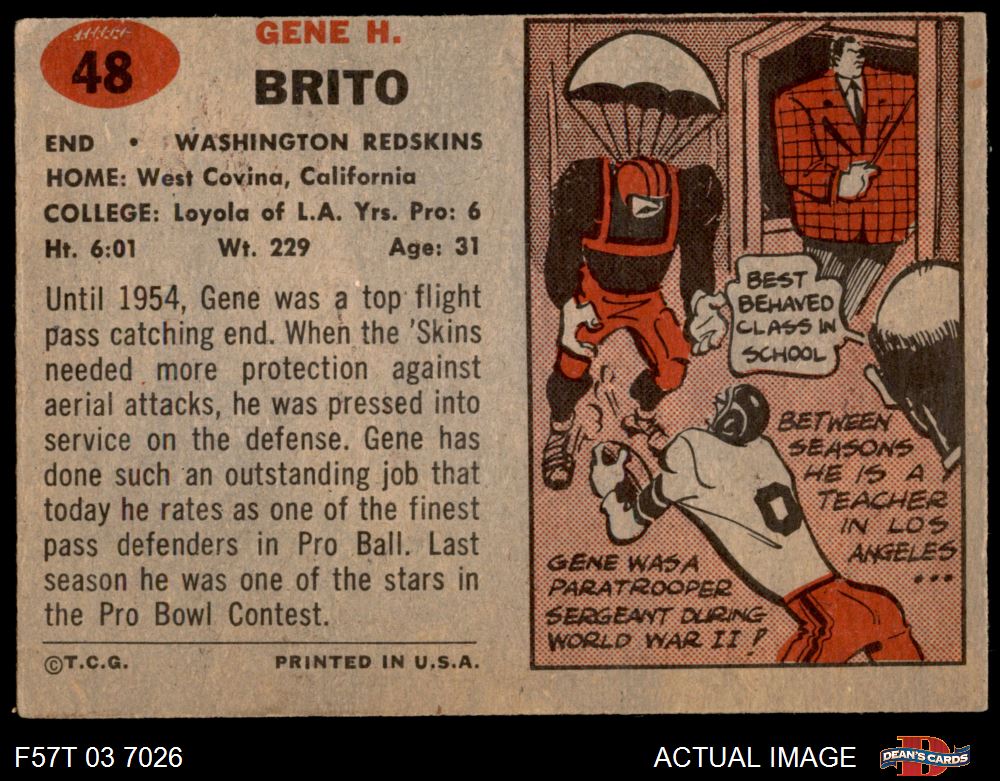 48
GENE H.
BRITO
END • WASHINGTON REDSKINS
HOME: West Covina, California
COLLEGE: Loyola of L.A. Yrs. Pro: 6
Ht. 6:01 Wt. 229 Age: 31
Until 1954, Gene was a top flight
pass catching end. When the 'Skins
needed more protection against
aerial attacks, he was pressed into
service on the defense. Gene has
done such an outstanding job that
today he rates as one of the finest
pass defenders in Pro Ball. Last
season he was one of the stars in
the Pro Bowl Contest.
©T.C.G. PRINTED IN U.S.A.
BEST
BEHAVED
CLASS IN
SCHOOL
BETWEEN
SEASONS
HE IS A
TEACHER
IN LOS
ANGELES
...
0
GENE WAS A
PARATROOPER
SERGEANT DURING
WORLD WAR II!
F57T 03 7026
ACTUAL IMAGE
DEAN'S CARDS